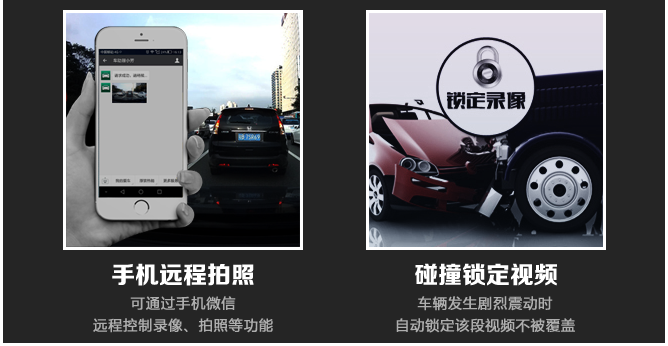 锁定录像
手机远程拍照
可通过手机微信
远程控制录像、拍照等功能
碰撞锁定视频
车辆发生剧烈震动时
自动锁定该段视频不被覆盖